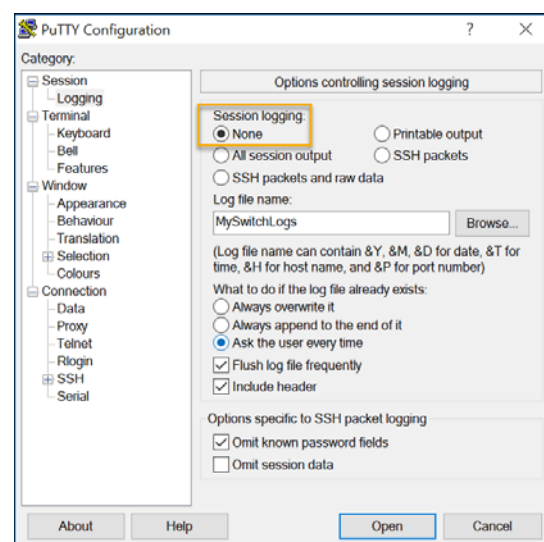 PuTTY Configuration
?
Category:
Session
Logging
Terminal
Keyboard
Bell
Features
Window
Appearance
Behaviour
Translation
Selection
Colours
Connection
Data
Proxy
Telnet
Rlogin
SSH
Serial
Options controlling session logging
Session logging:
None
Printable output
All session output
SSH packets
SSH packets and raw data
Log file name:
MySwitchLogs
Browse...
(Log file name can contain &Y, &M, &D for date, &T for
time, &H for host name, and &P for port number)
What to do if the log file already exists:
Always overwrite it
Always append to the end of it
Ask the user every time
Flush log file frequently
Include header
Options specific to SSH packet logging
Omit known password fields
Omit session data
About
Help
Open
Cancel